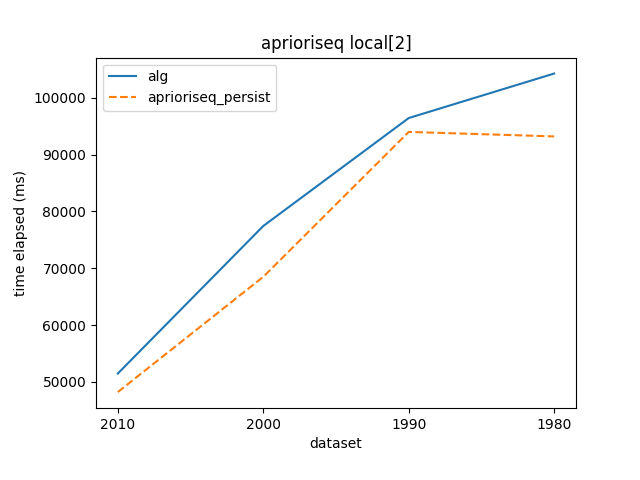 aprioriseq local[2]
alg
aprioriseq_persist
100000
90000
80000
70000
60000
50000
time elapsed (ms)
2010 2000 1990 1980
dataset